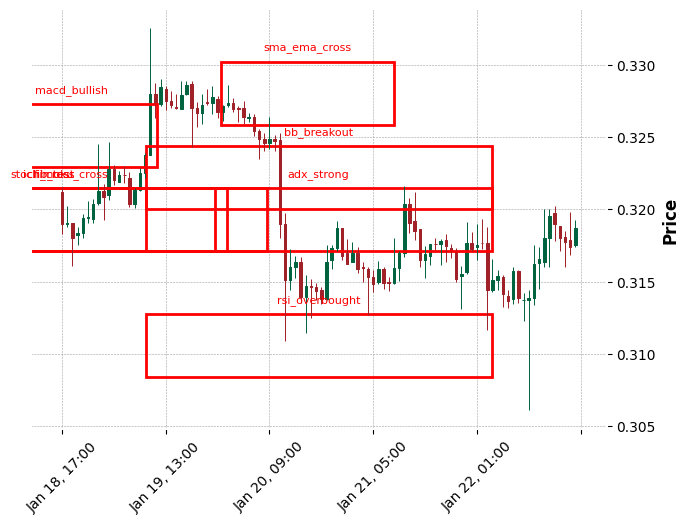 sma_ema_cross
macd_bullish
bb_breakout
adx_strong
rsi_overbought
0.330
0.325
0.320
0.315
0.310
0.305
Price
Jan 18, 17:00
Jan 19, 13:00
Jan 20, 09:00
Jan 21, 05:00
Jan 22, 01:00